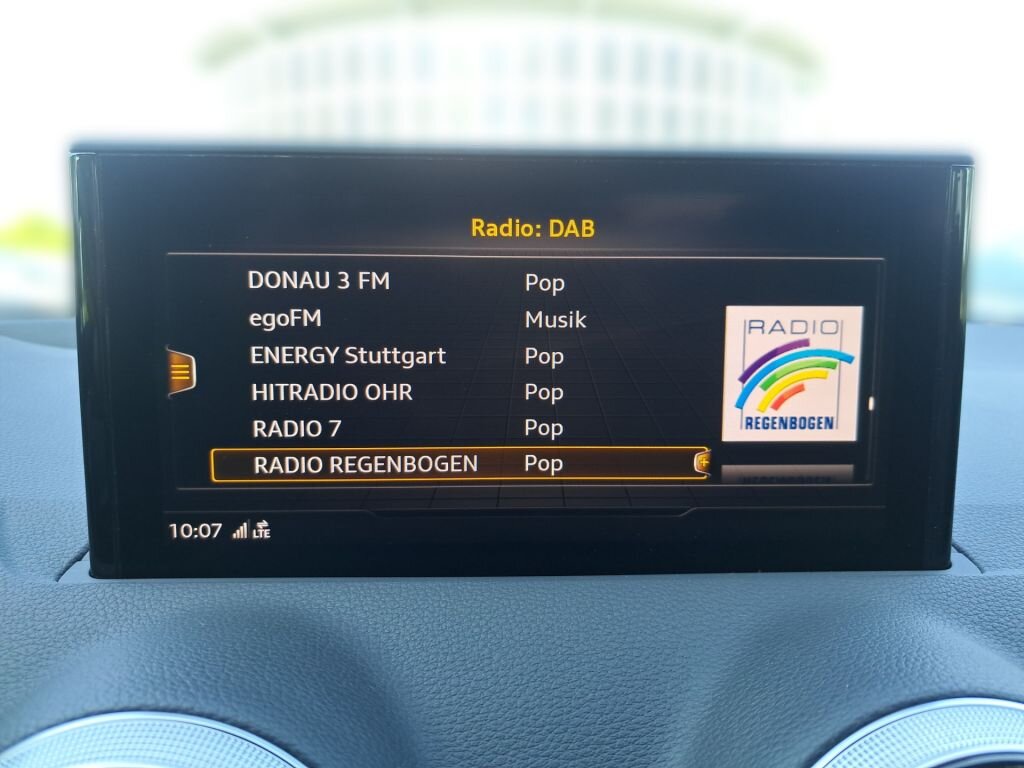 Radio: DAB
DONAU 3 FM Pop
egoFM Musik
ENERGY Stuttgart Pop
HITRADIO OHR Pop
RADIO 7 Pop
RADIO REGENBOGEN Pop
RADIO
REGENBOGEN
10:07 LTE